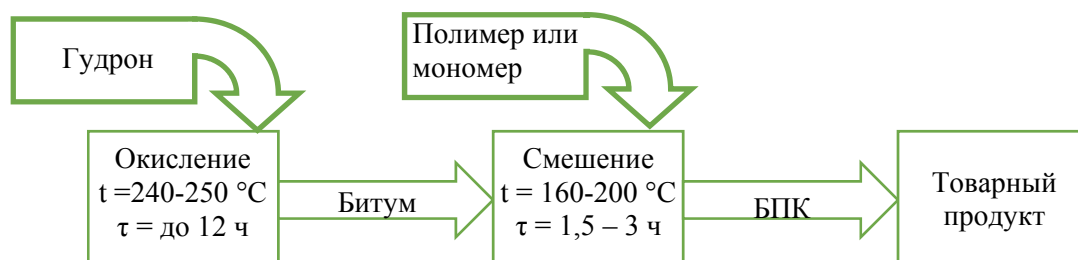 Гудрон
Полимер или
мономер
Окисление
t =240-250 °C
τ = до 12 ч
Битум
Смешение
t = 160-200 °C
τ = 1,5 – 3 ч
БПК
Товарный
продукт